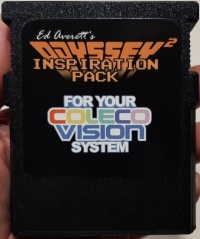 Ed Averett's
ODYSSEY²
INSPIRATION
PACK
FOR YOUR
COLECO
VISION
SYSTEM